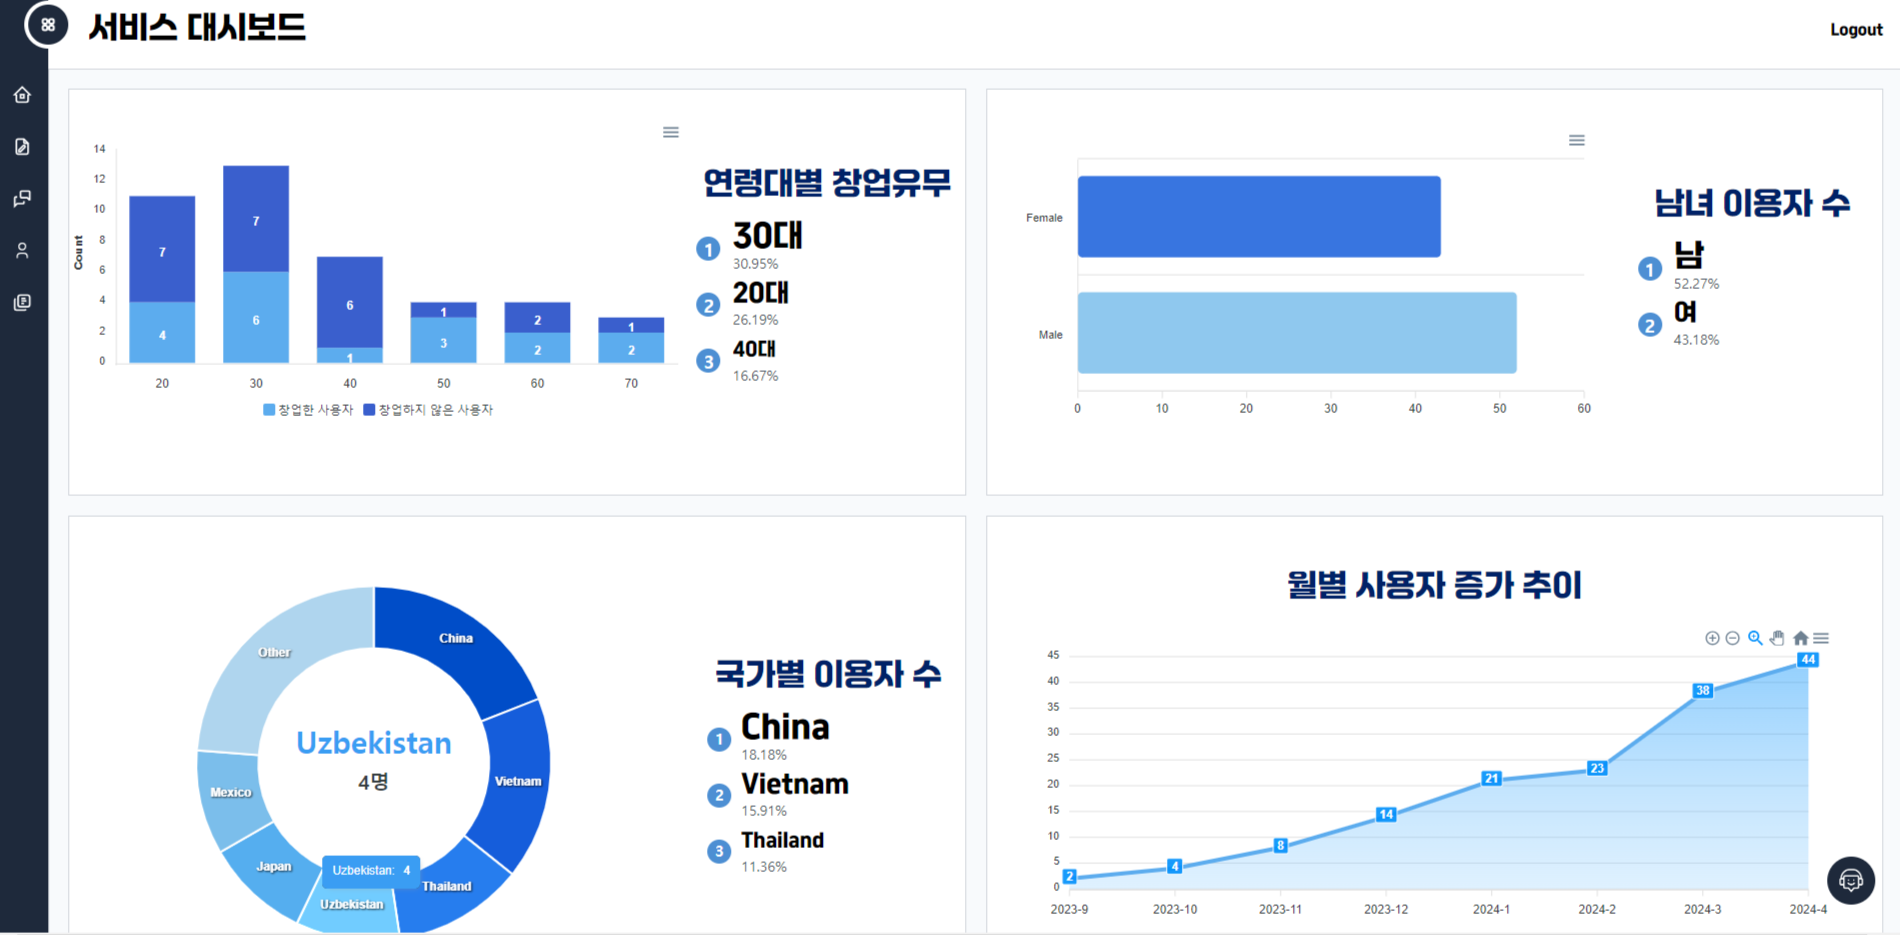 서비스 대시보드
Logout
14
12
10
8
6
4
2
0
Count
7
4
7
6
6
1
1
3
2
2
1
2
20 30 40 50 60 70
창업한 사용자 창업하지 않은 사용자
연령대별 창업유무
1 30대
30.95%
2 20대
26.19%
3 40대
16.67%
Female
Male
0 10 20 30 40 50 60
남녀 이용자 수
1 남
52.27%
2 여
43.18%
China
Other
Uzbekistan
4명
Vietnam
Mexico
Japan
Uzbekistan: 4
Thailand
Uzbekistan
국가별 이용자 수
1 China
18.18%
2 Vietnam
15.91%
3 Thailand
11.36%
월별 사용자 증가 추이
45
40
35
30
25
20
15
10
5
0
2
4
8
14
21
23
38
44
2023-9 2023-10 2023-11 2023-12 2024-1 2024-2 2024-3 2024-4